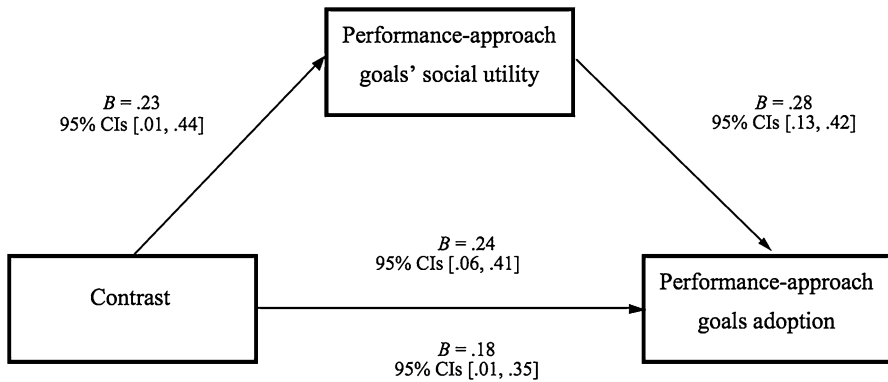 Performance-approach
goals’ social utility
B = .23
95% CIs [.01, .44]
B = .28
95% CIs [.13, .42]
B = .24
95% CIs [.06, .41]
Contrast
Performance-approach
goals adoption
B = .18
95% CIs [.01, .35]